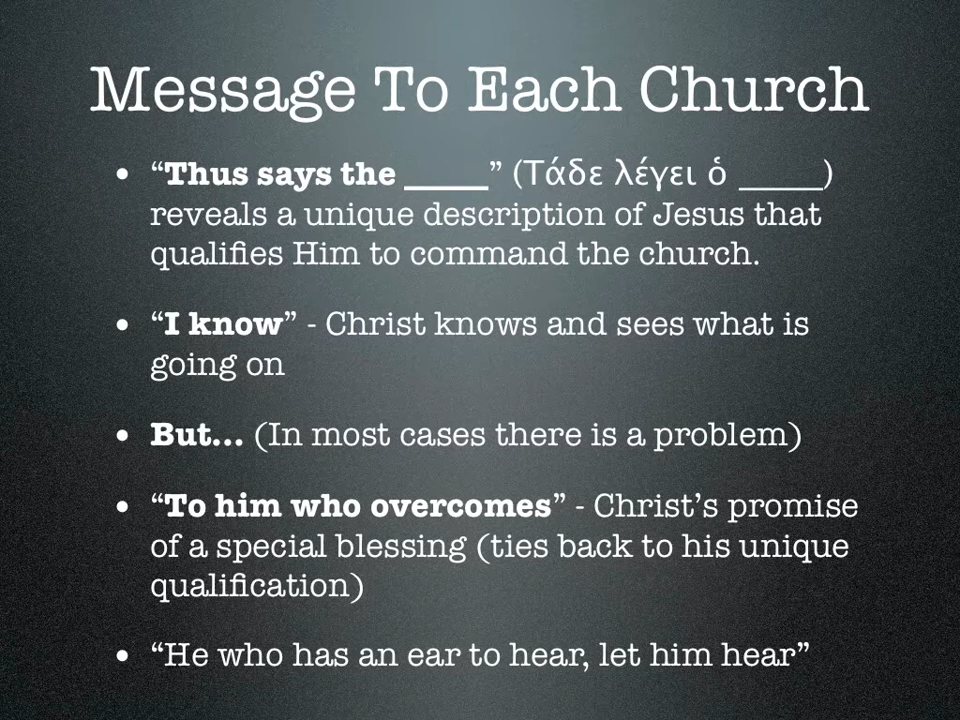 Message To Each Church
• “Thus says the _____” (Τάδε λέγει ὁ _____)
reveals a unique description of Jesus that
qualifies Him to command the church.
• “I know” - Christ knows and sees what is
going on
• But... (In most cases there is a problem)
• “To him who overcomes” - Christ’s promise
of a special blessing (ties back to his unique
qualification)
• “He who has an ear to hear, let him hear”